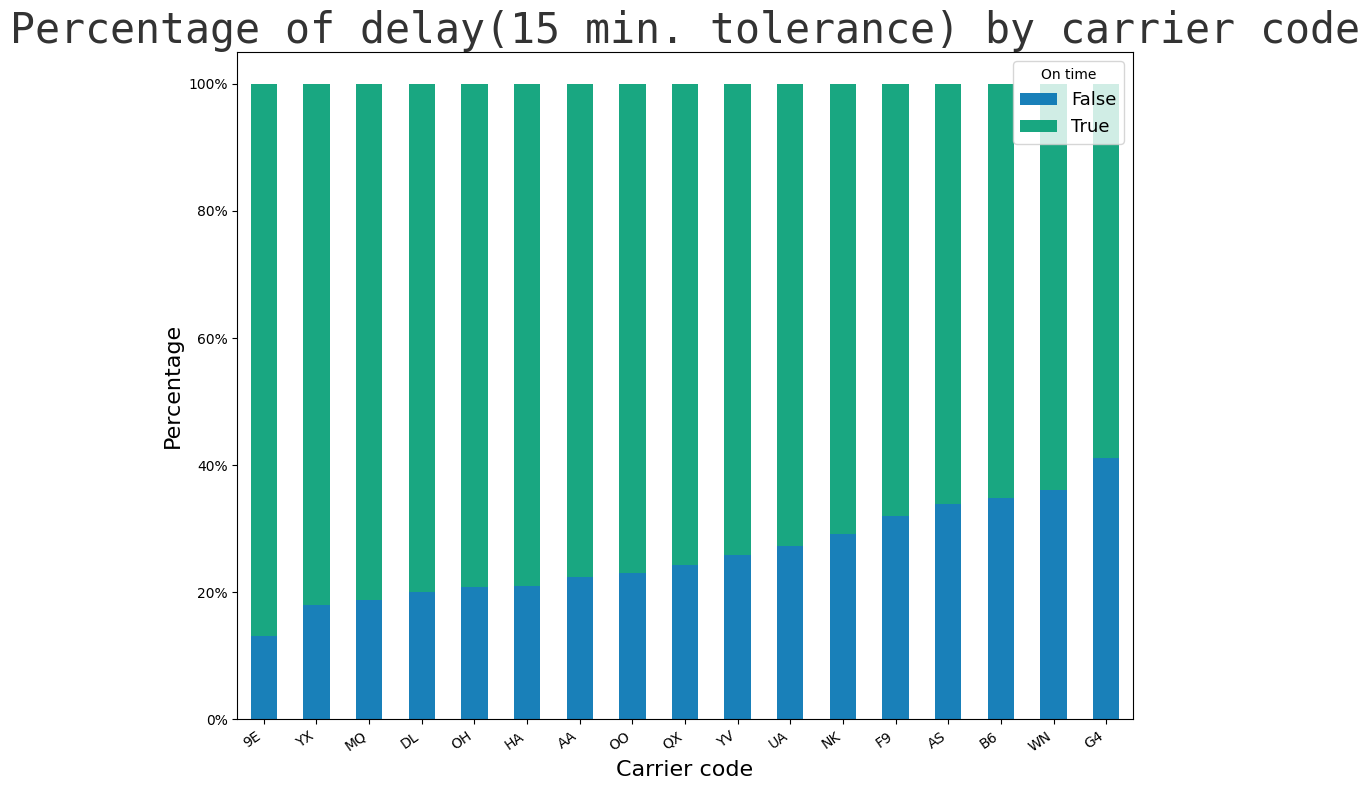 Percentage of delay(15 min. tolerance) by carrier code
On time
False
True
Percentage
100%
80%
60%
40%
20%
0%
9E YX MQ DL OH HA AA OO QX YV UA NK F9 AS B6 WN G4
Carrier code